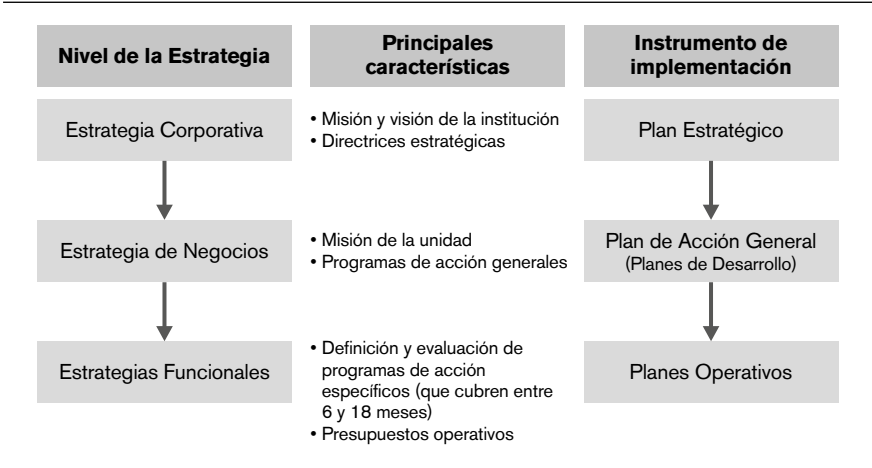 Nivel de la Estrategia
Principales
características
Instrumento de
implementación
Estrategia Corporativa
• Misión y visión de la institución
• Directrices estratégicas
Plan Estratégico
Estrategia de Negocios
• Misión de la unidad
• Programas de acción generales
Plan de Acción General
(Planes de Desarrollo)
Estrategias Funcionales
• Definición y evaluación de
programas de acción
específicos (que cubren entre
6 y 18 meses)
• Presupuestos operativos
Planes Operativos